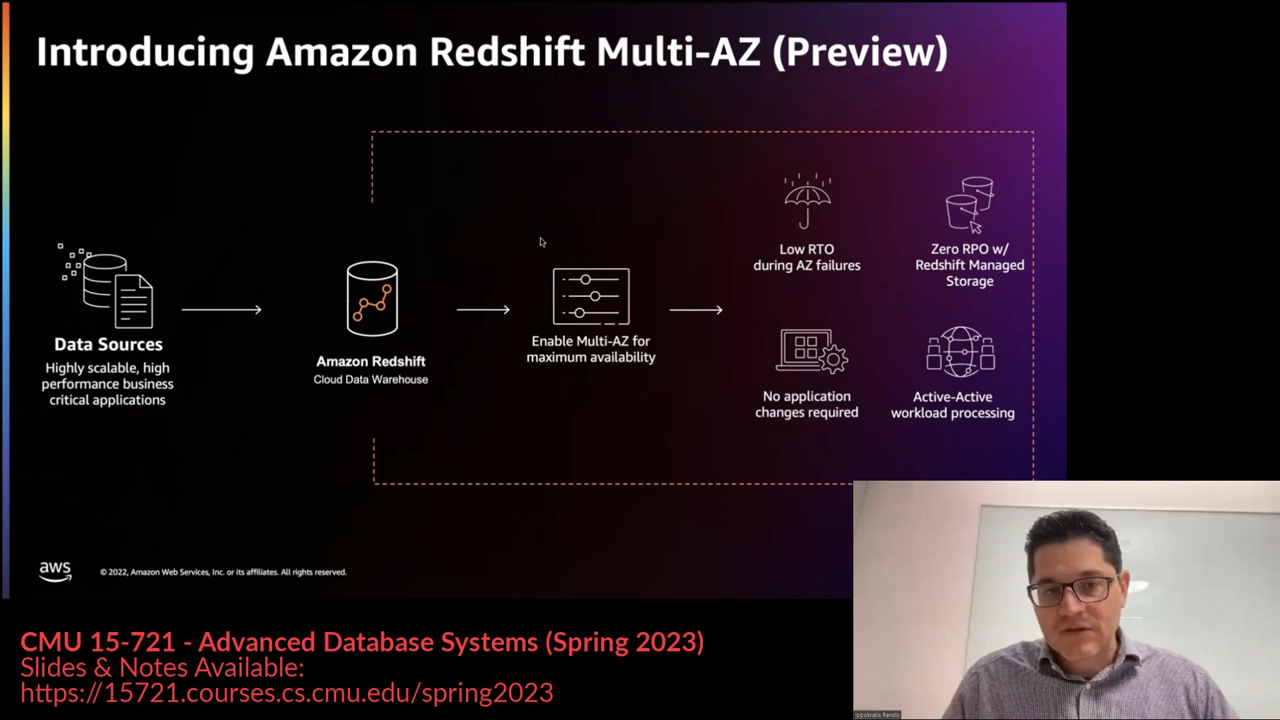 Introducing Amazon Redshift Multi-AZ (Preview)
Data Sources
Highly scalable, high
performance business
critical applications
Amazon Redshift
Cloud Data Warehouse
Enable Multi-AZ for
maximum availability
Low RTO
during AZ failures
Zero RPO w/
Redshift Managed
Storage
No application
changes required
Active-Active
workload processing
aws
© 2022, Amazon Web Services, Inc. or its affiliates. All rights reserved.
CMU 15-721 - Advanced Database Systems (Spring 2023)
Slides & Notes Available:
https://15721.courses.cs.cmu.edu/spring2023
Ippokratis Pandis